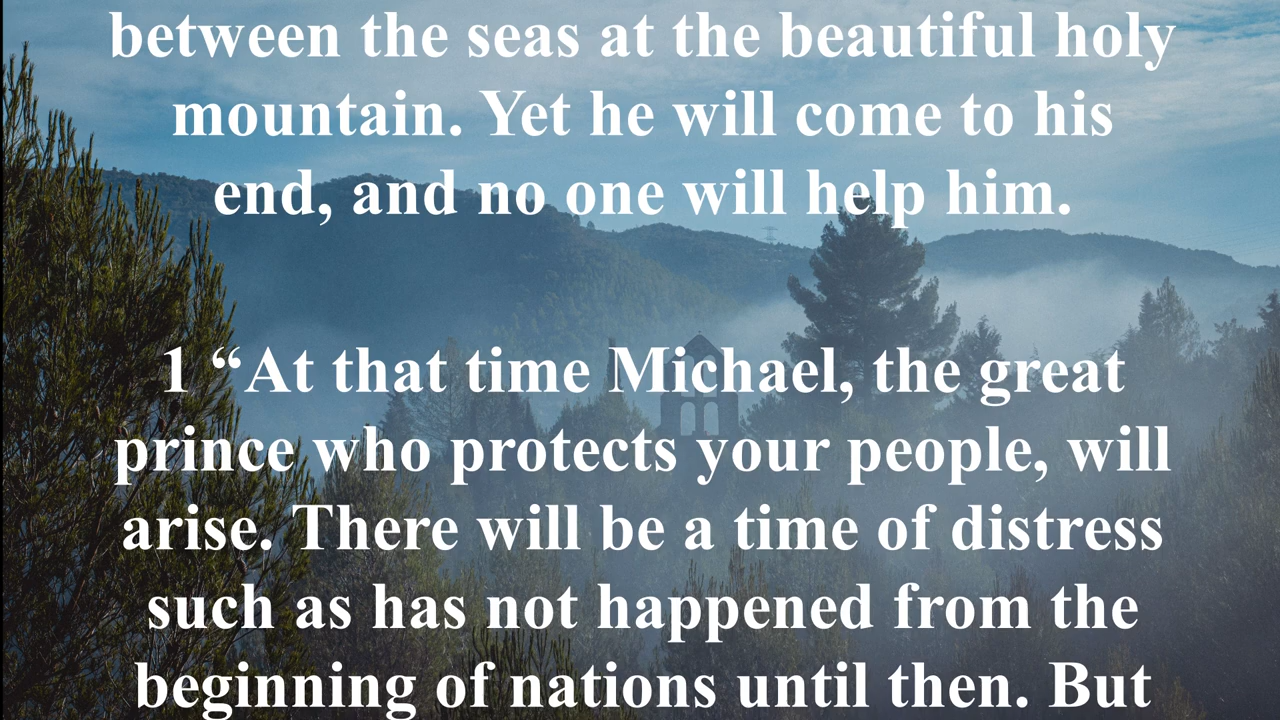 between the seas at the beautiful holy
mountain. Yet he will come to his
end, and no one will help him.
1 “At that time Michael, the great
prince who protects your people, will
arise. There will be a time of distress
such as has not happened from the
beginning of nations until then. But